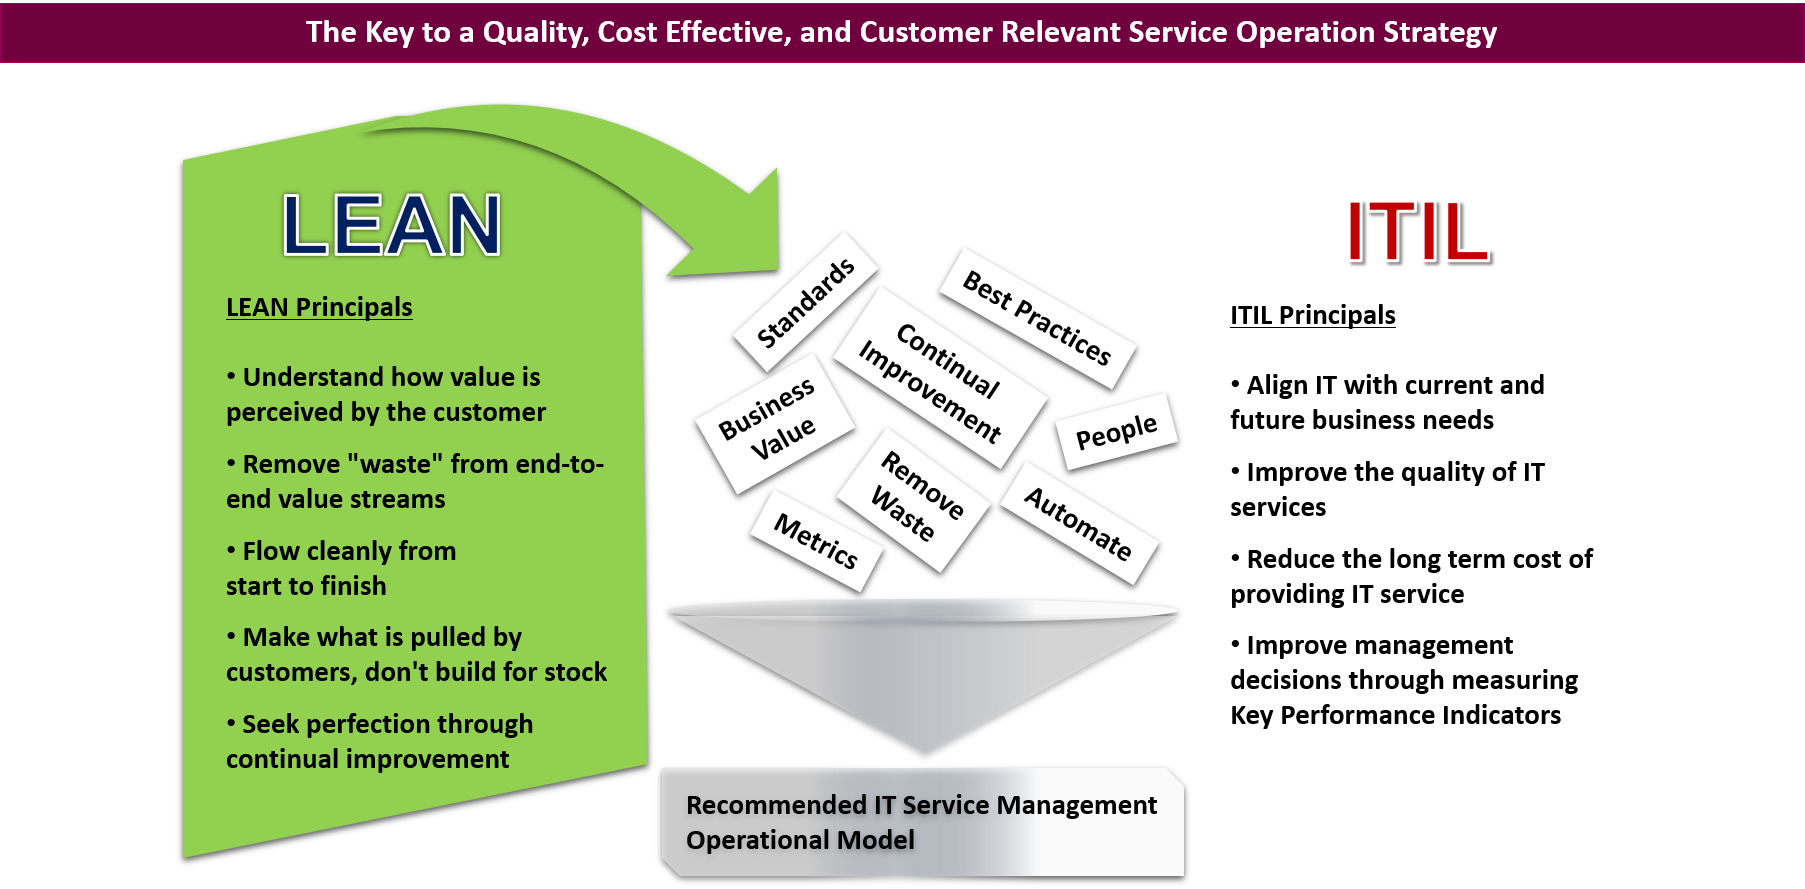 The Key to a Quality, Cost Effective, and Customer Relevant Service Operation Strategy
LEAN
LEAN Principals
• Understand how value is
perceived by the customer
• Remove "waste" from end-to-
end value streams
• Flow cleanly from
start to finish
• Make what is pulled by
customers, don't build for stock
• Seek perfection through
continual improvement
Standards
Best Practices
Continual
Improvement
Business
Value
People
Remove
Waste
Automate
Metrics
Recommended IT Service Management
Operational Model
ITIL
ITIL Principals
• Align IT with current and
future business needs
• Improve the quality of IT
services
• Reduce the long term cost of
providing IT service
• Improve management
decisions through measuring
Key Performance Indicators